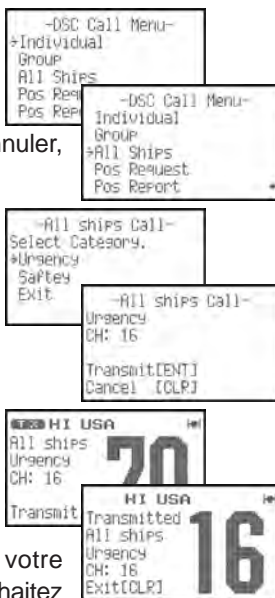 -DSC Call Menu-
Individual
Group
All Ships
Pos Req
Pos Rep
-DSC Call Menu-
Individual
Group
All Ships
Pos Request
Pos Report
nnuler,
-All ships Call-
Select Category.
Urgency
Saftey
Exit
-All ships Call-
Urgency
CH: 16
Transmit[ENT]
Cancel [CLR]
TX HI USA
All ships
Urgency
CH: 16
Transmit
70
HI USA
Transmitted
All ships
Urgency
CH: 16
Exit[CLR]
16
votre
haitez